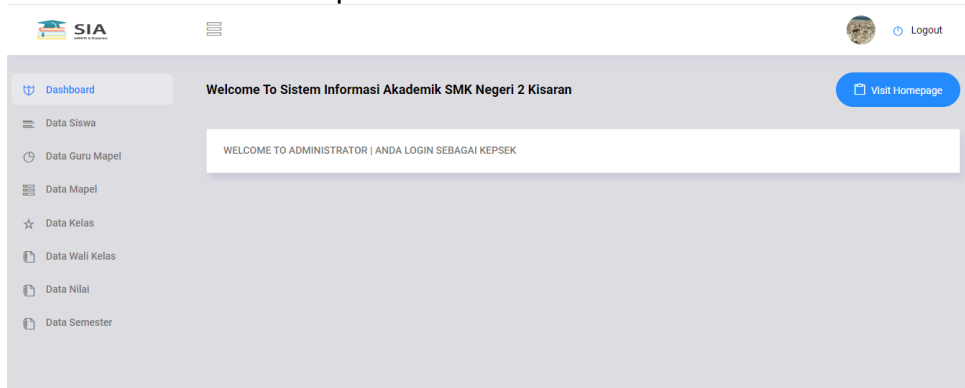 SIA
Logout
Dashboard
Welcome To Sistem Informasi Akademik SMK Negeri 2 Kisaran
Visit Homepage
Data Siswa
WELCOME TO ADMINISTRATOR | ANDA LOGIN SEBAGAI KEPSEK
Data Guru Mapel
Data Mapel
Data Kelas
Data Wali Kelas
Data Nilai
Data Semester